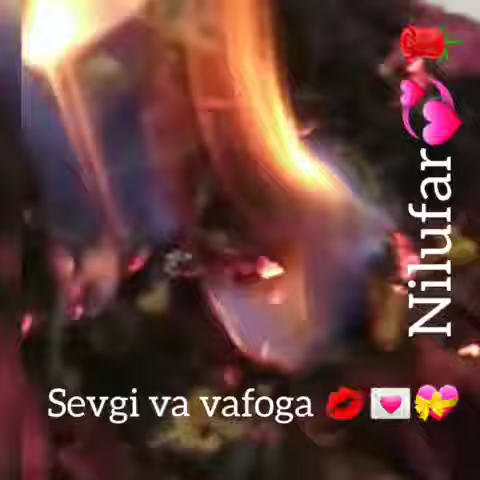 Nilufar💞🌹
Sevgi va vafoga 💋💌💝